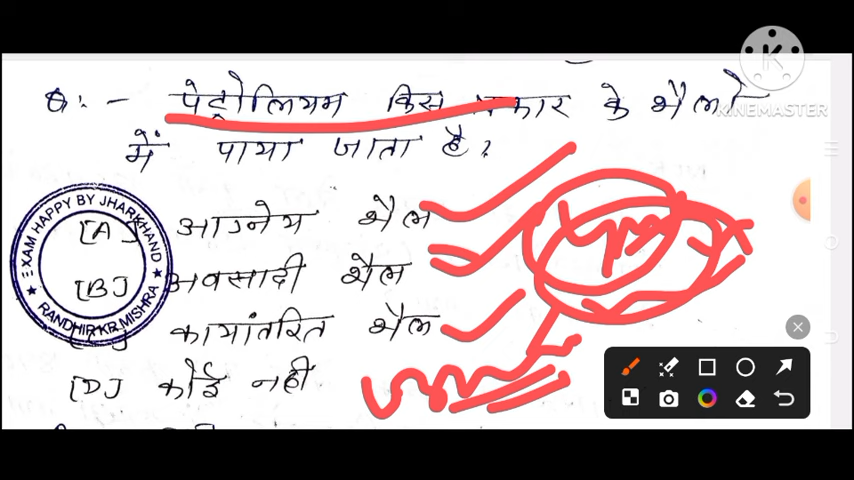 KINEMASTER
Q:- पेट्रोलियम किस प्रकार के शैलों
में पाया जाता है?
[A] आग्नेय शैल
[B] अवसादी शैल
[C] कायांतरित शैल
[D] कोई नहीं
EXAM HAPPY BY JHARKHAND
RANDHIR KR. MISHRA